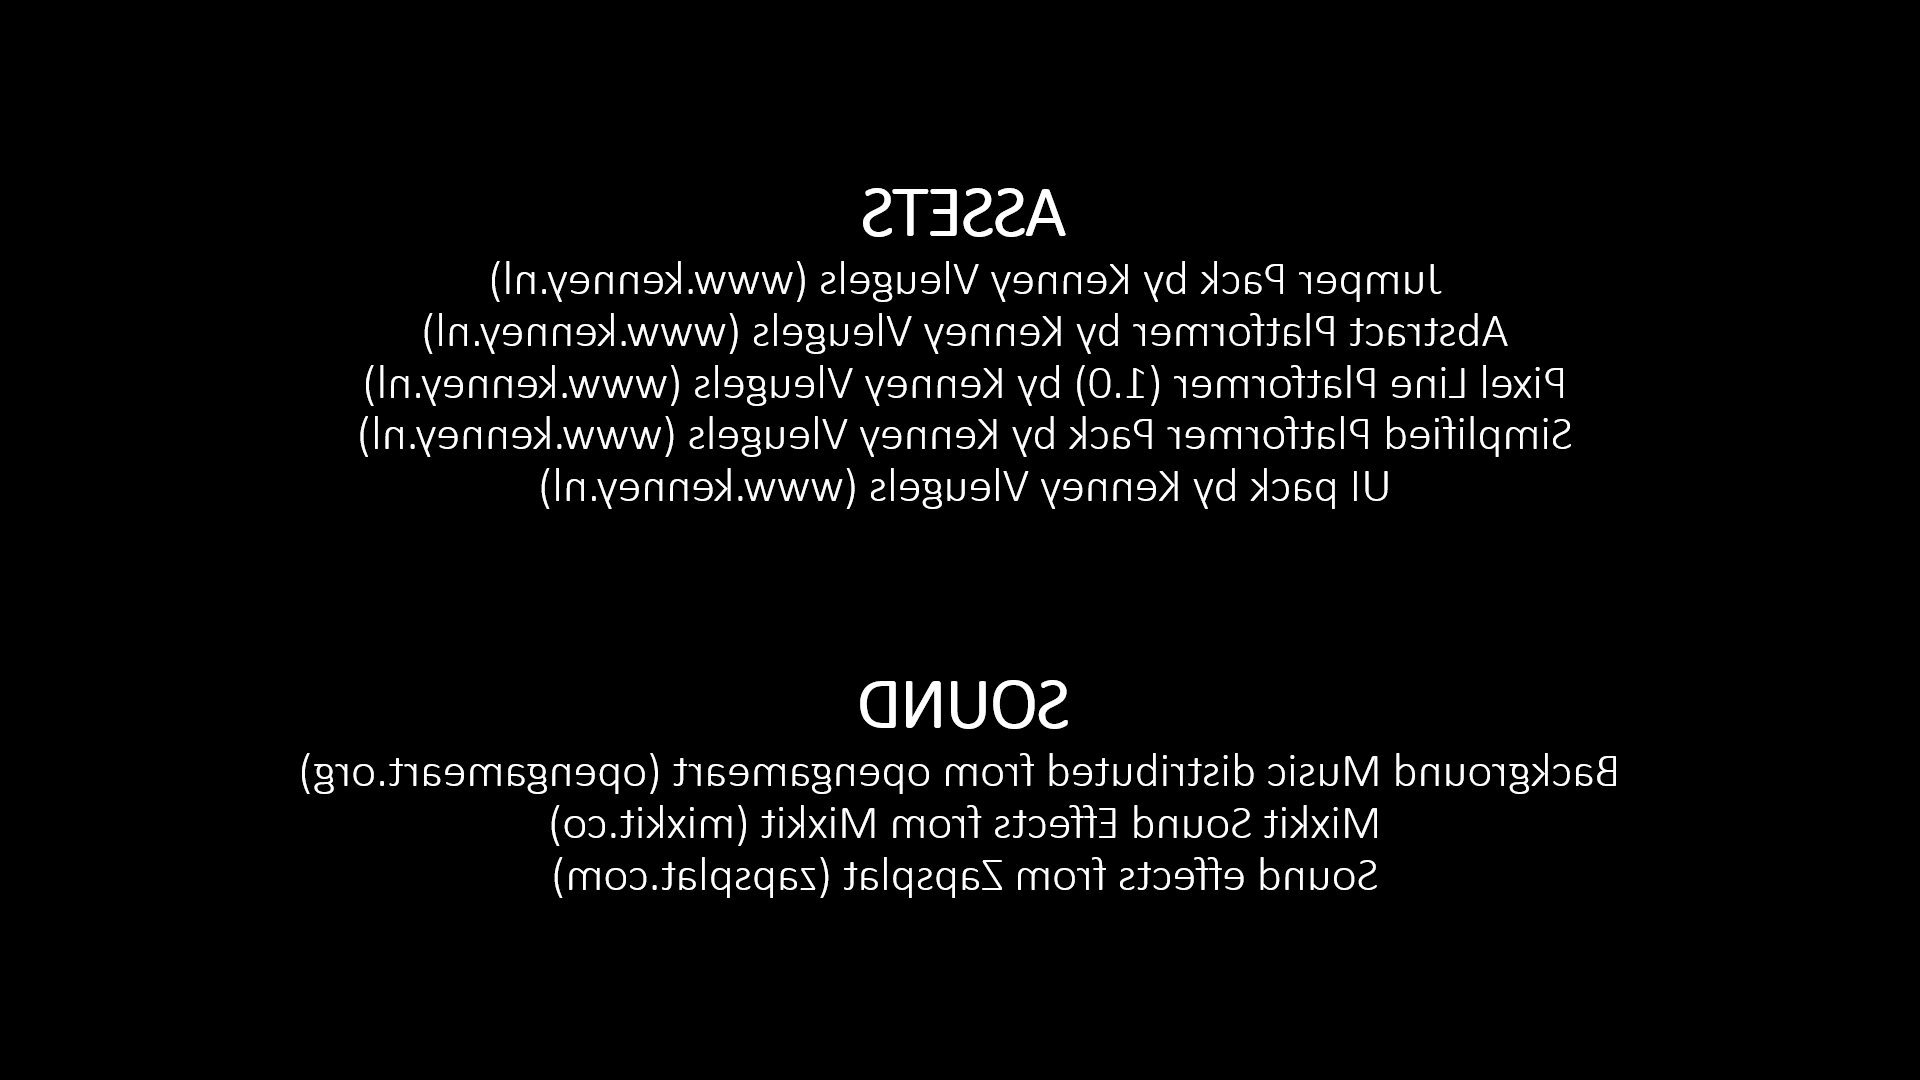 ASSETS
Jumper Pack by Kenney Vleugels (www.kenney.nl)
Abstract Platformer by Kenney Vleugels (www.kenney.nl)
Pixel Line Platformer (1.0) by Kenney Vleugels (www.kenney.nl)
Simplified Platformer Pack by Kenney Vleugels (www.kenney.nl)
UI pack by Kenney Vleugels (www.kenney.nl)
SOUND
Background Music distributed from opengameart (opengameart.org)
Mixkit Sound Effects from Mixkit (mixkit.co)
Sound effects from Zapsplat (zapsplat.com)